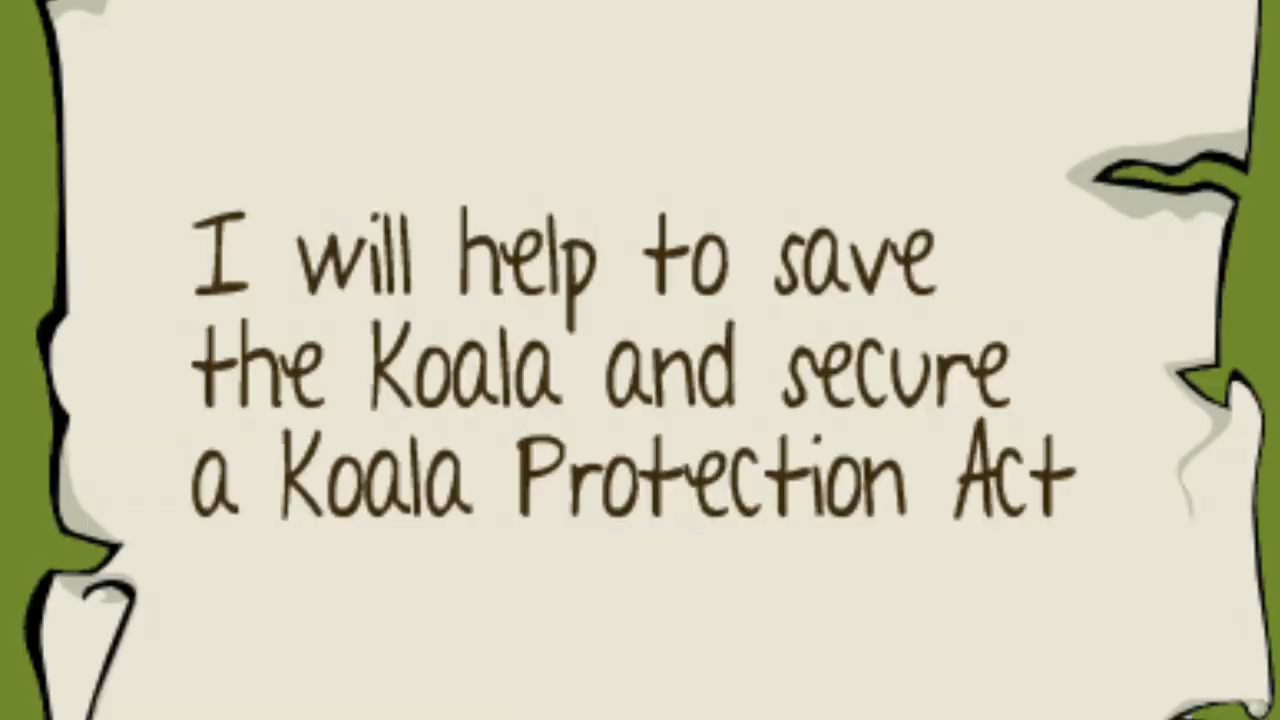 I will help to save
the Koala and secure
a Koala Protection Act